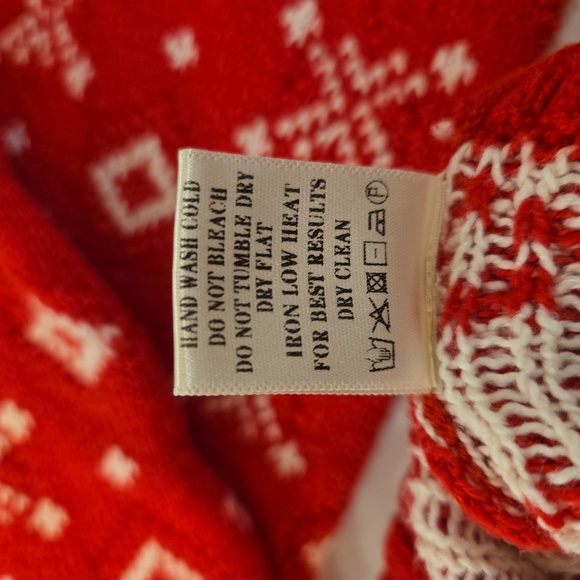 HAND WASH COLD
DO NOT BLEACH
DO NOT TUMBLE DRY
DRY FLAT
IRON LOW HEAT
FOR BEST RESULTS
DRY CLEAN
P